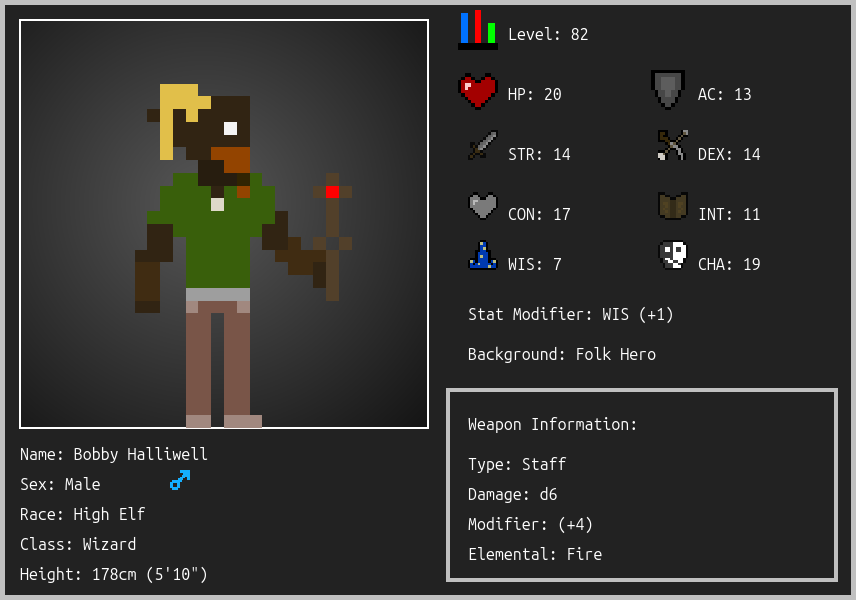 Level: 82
HP: 20
AC: 13
STR: 14
DEX: 14
CON: 17
INT: 11
WIS: 7
CHA: 19
Stat Modifier: WIS (+1)
Background: Folk Hero
Weapon Information:
Type: Staff
Damage: d6
Modifier: (+4)
Elemental: Fire
Name: Bobby Halliwell
Sex: Male
Race: High Elf
Class: Wizard
Height: 178cm (5'10")